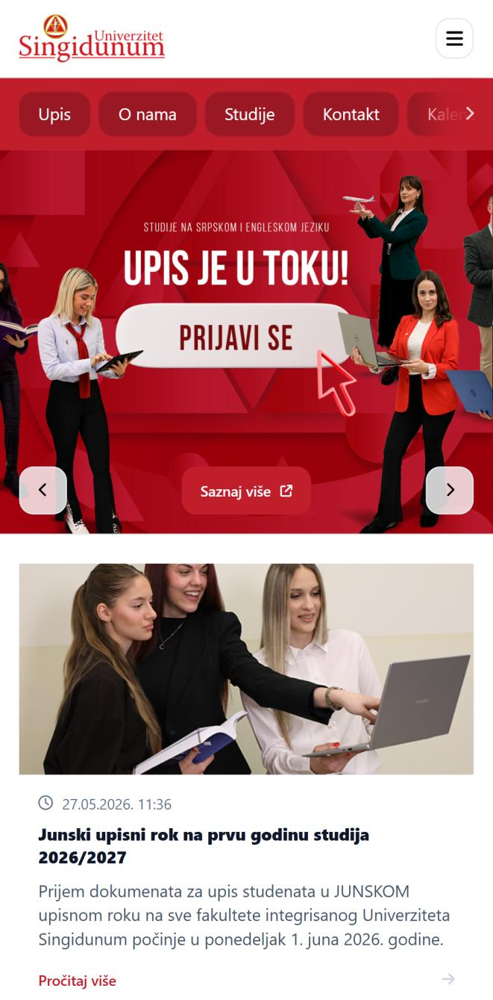 Univerzitet
Singidunum
Upis
O nama
Studije
Kontakt
STUDIJE NA SRPSKOM I ENGLESKOM JEZIKU
UPIS JE U TOKU!
PRIJAVI SE
Saznaj više
27.05.2026. 11:36
Junski upisni rok na prvu godinu studija
2026/2027
Prijem dokumenata za upis studenata u JUNSKOM
upisnom roku na sve fakultete integrisanog Univerziteta
Singidunum počinje u ponedeljak 1. juna 2026. godine.
Pročitaj više